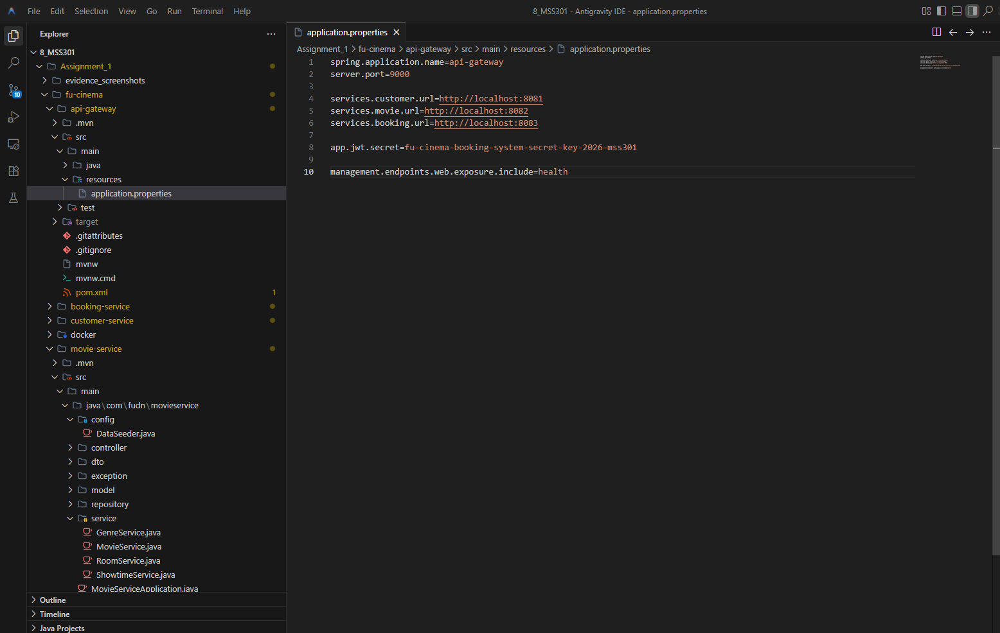 File Edit Selection View Go Run Terminal Help
8_MSS301 - Antigravity IDE - application.properties
Explorer
8_MSS301
Assignment_1
evidence_screenshots
fu-cinema
api-gateway
.mvn
src
main
java
resources
application.properties
test
target
.gitattributes
.gitignore
mvnw
mvnw.cmd
pom.xml 1
booking-service
customer-service
docker
movie-service
.mvn
src
main
java\com\fudn\movieservice
config
DataSeeder.java
controller
dto
exception
model
repository
service
GenreService.java
MovieService.java
RoomService.java
ShowtimeService.java
MovieServiceApplication.java
Outline
Timeline
Java Projects
10
application.properties
Assignment_1 > fu-cinema > api-gateway > src > main > resources > application.properties
1 spring.application.name=api-gateway
2 server.port=9000
3
4 services.customer.url=http://localhost:8081
5 services.movie.url=http://localhost:8082
6 services.booking.url=http://localhost:8083
7
8 app.jwt.secret=fu-cinema-booking-system-secret-key-2026-mss301
9
10 management.endpoints.web.exposure.include=health